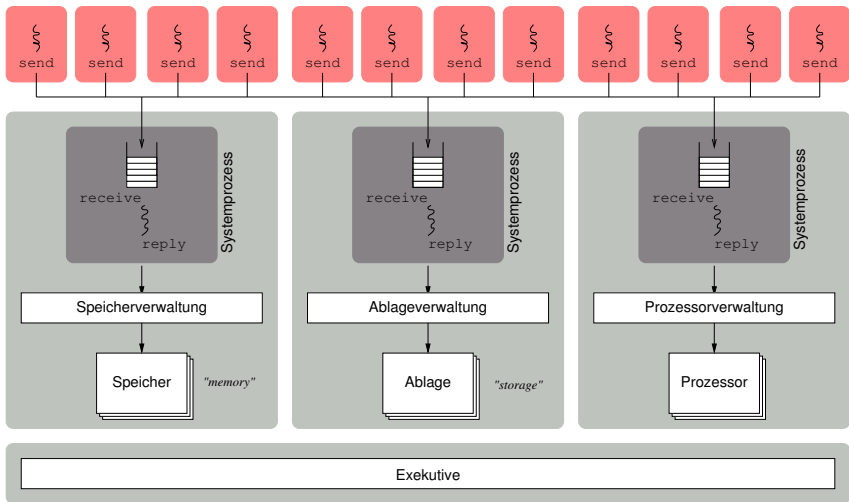 send send send send send send send send send send send send
Systemprozess
receive
reply
Speicherverwaltung
Speicher
"memory"
Systemprozess
receive
reply
Ablageverwaltung
Ablage
"storage"
Systemprozess
receive
reply
Prozessorverwaltung
Prozessor
Exekutive